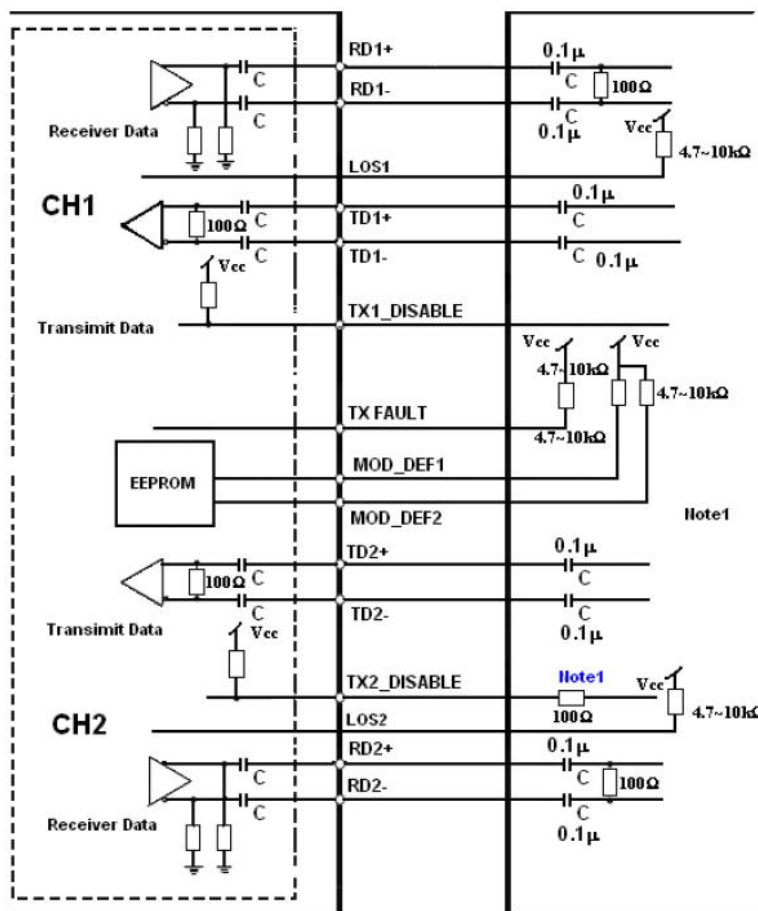 RD1+
0.1μ
C
C
100Ω
RD1-
C
C
Receiver Data
0.1μ
Vcc
4.7~10kΩ
LOS1
CH1
0.1μ
TD1+
100Ω
C
C
C
TD1-
C
0.1μ
Vcc
Transimit Data
TX1_DISABLE
Vcc
Vcc
4.7~10kΩ
4.7~10kΩ
TX FAULT
4.7~10kΩ
MOD_DEF1
EEPROM
MOD_DEF2
Note1
TD2+
0.1μ
100Ω
C
C
C
TD2-
C
Transimit Data
Vcc
0.1μ
TX2_DISABLE
Note1
Vcc
100Ω
4.7~10kΩ
CH2
LOS2
RD2+
0.1μ
C
C
100Ω
RD2-
C
C
Receiver Data
0.1μ